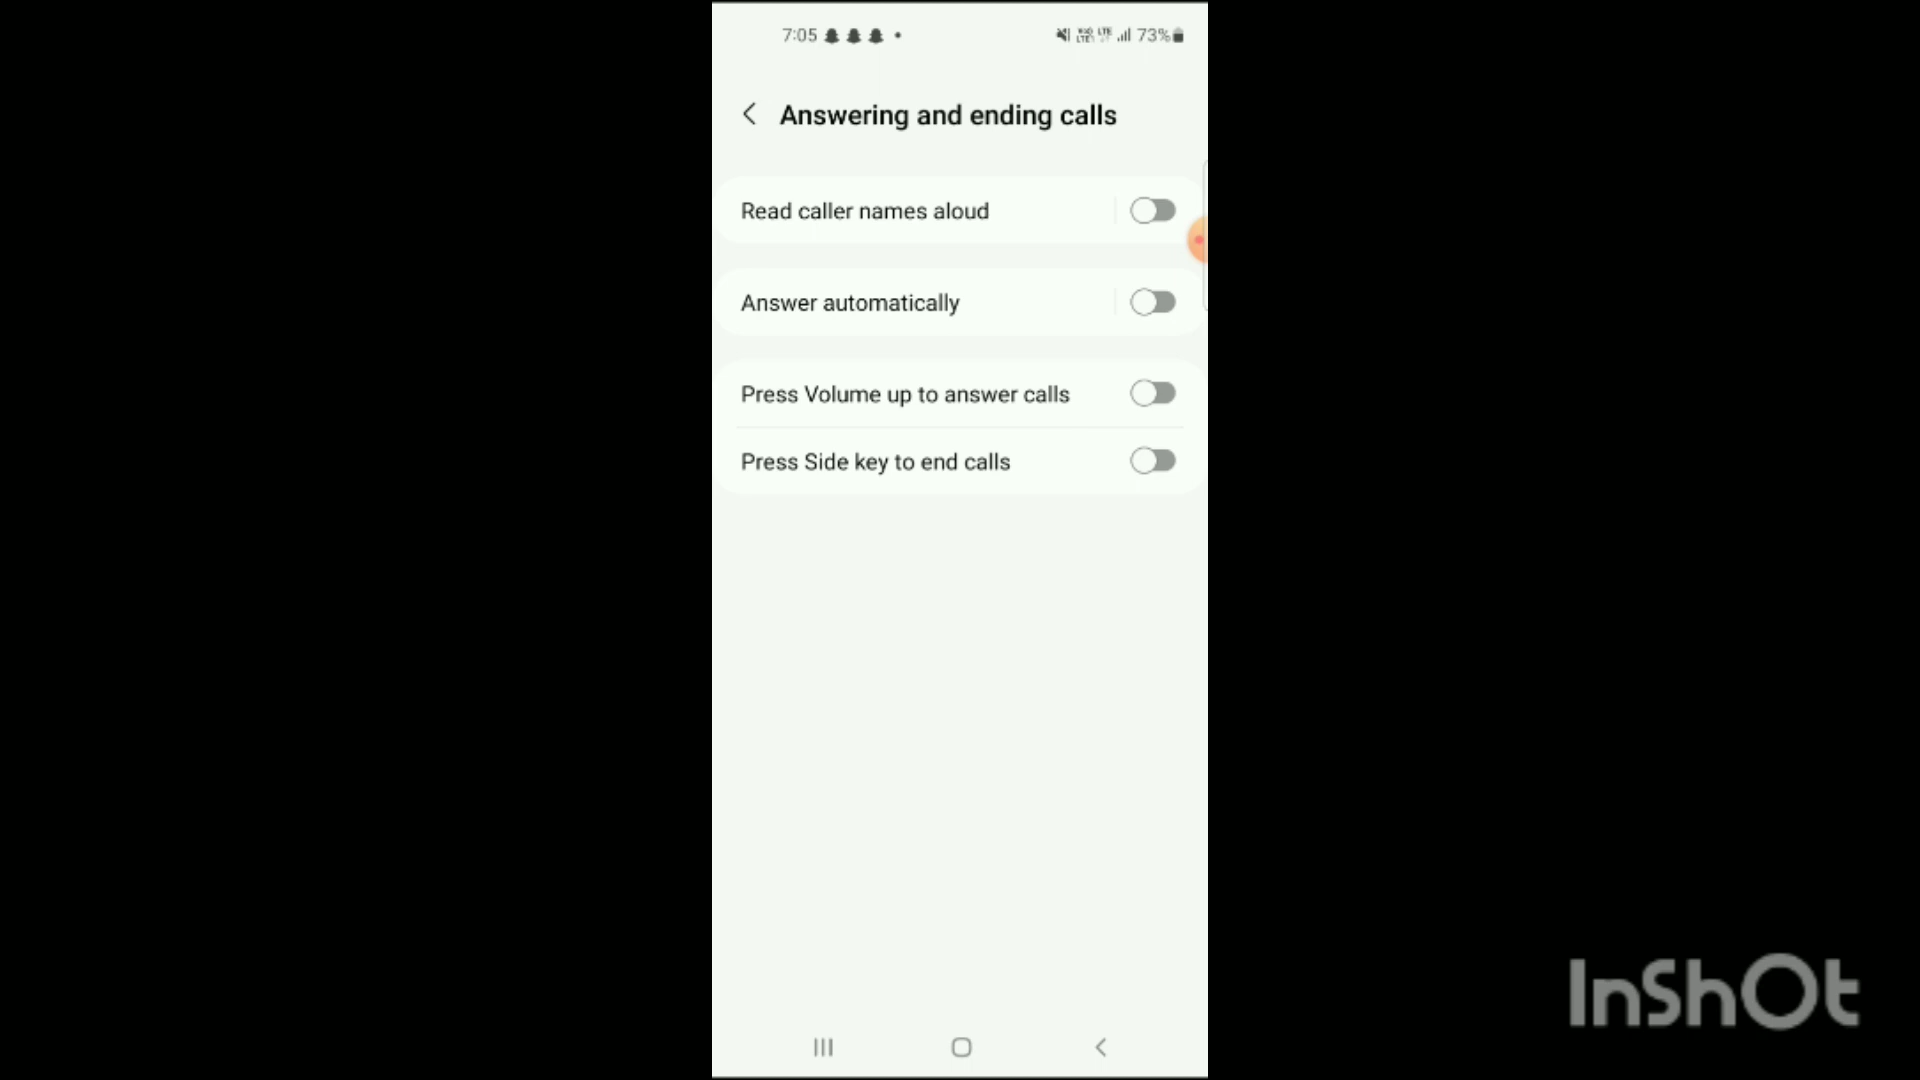 7:05 73%
Answering and ending calls
Read caller names aloud
Answer automatically
Press Volume up to answer calls
Press Side key to end calls
InShOt